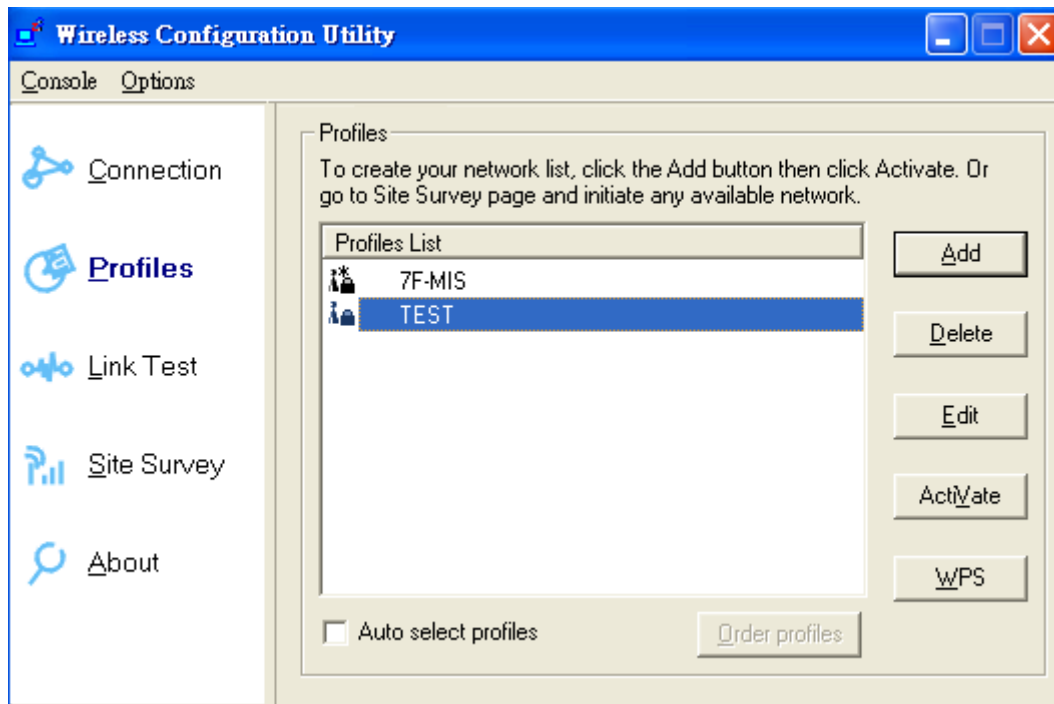 Wireless Configuration Utility
Console Options
Connection
Profiles
Link Test
Site Survey
About
Profiles
To create your network list, click the Add button then click Activate. Or
go to Site Survey page and initiate any available network.
Profiles List
7F-MIS
TEST
Add
Delete
Edit
ActiVate
WPS
Auto select profiles
Order profiles